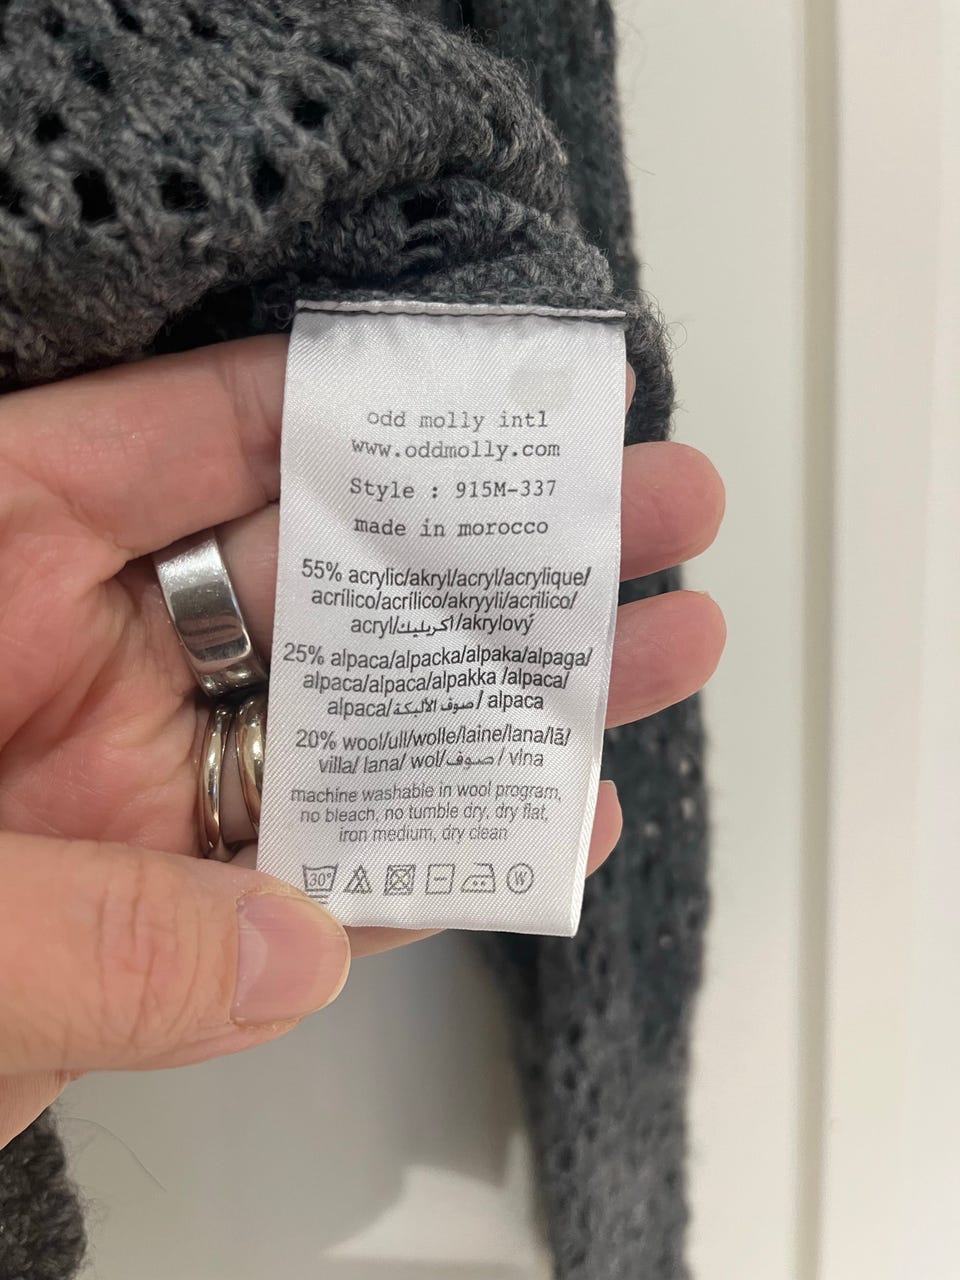 odd molly intl
www.oddmolly.com
Style : 915M-337
made in morocco
55% acrylic/akryl/acryl/acrylique/
acrílico/acrílico/akryyli/acrilico/
acryl/اكريليك/akrylový
25% alpaca/alpacka/alpaka/alpaga/
alpaca/alpaca/alpakka /alpaca/
alpaca/صوف الألبكة/ alpaca
20% wool/ull/wolle/laine/lana/lã/
villa/ lana/ wol/صوف/ vlna
machine washable in wool program,
no bleach, no tumble dry, dry flat,
iron medium, dry clean
30° W